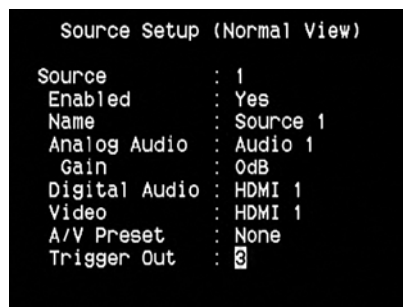 Source Setup (Normal View)
Source : 1
Enabled : Yes
Name : Source 1
Analog Audio : Audio 1
Gain : 0dB
Digital Audio : HDMI 1
Video : HDMI 1
A/V Preset : None
Trigger Out : 3